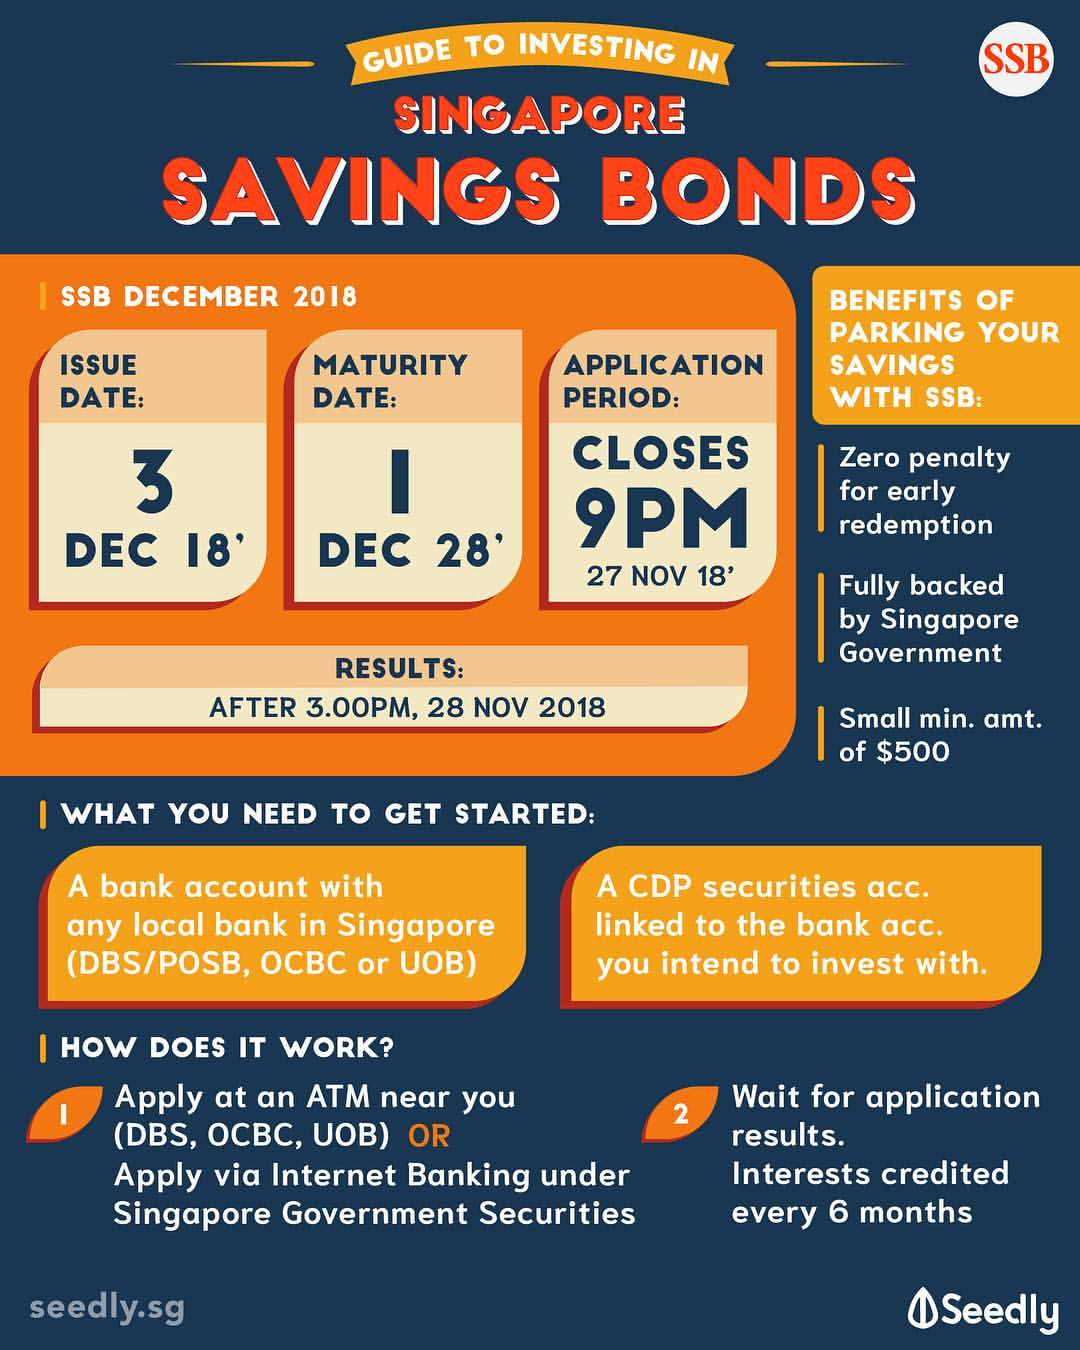 GUIDE TO INVESTING IN
SSB
SINGAPORE
SAVINGS BONDS
SSB DECEMBER 2018
ISSUE
DATE:
3
DEC 18'
MATURITY
DATE:
1
DEC 28'
APPLICATION
PERIOD:
CLOSES
9PM
27 NOV 18'
RESULTS:
AFTER 3.00PM, 28 NOV 2018
BENEFITS OF
PARKING YOUR
SAVINGS
WITH SSB:
Zero penalty
for early
redemption
Fully backed
by Singapore
Government
Small min. amt.
of $500
WHAT YOU NEED TO GET STARTED:
A bank account with
any local bank in Singapore
(DBS/POSB, OCBC or UOB)
A CDP securities acc.
linked to the bank acc.
you intend to invest with.
HOW DOES IT WORK?
1
Apply at an ATM near you
(DBS, OCBC, UOB) OR
Apply via Internet Banking under
Singapore Government Securities
2
Wait for application
results.
Interests credited
every 6 months
seedly.sg
Seedly